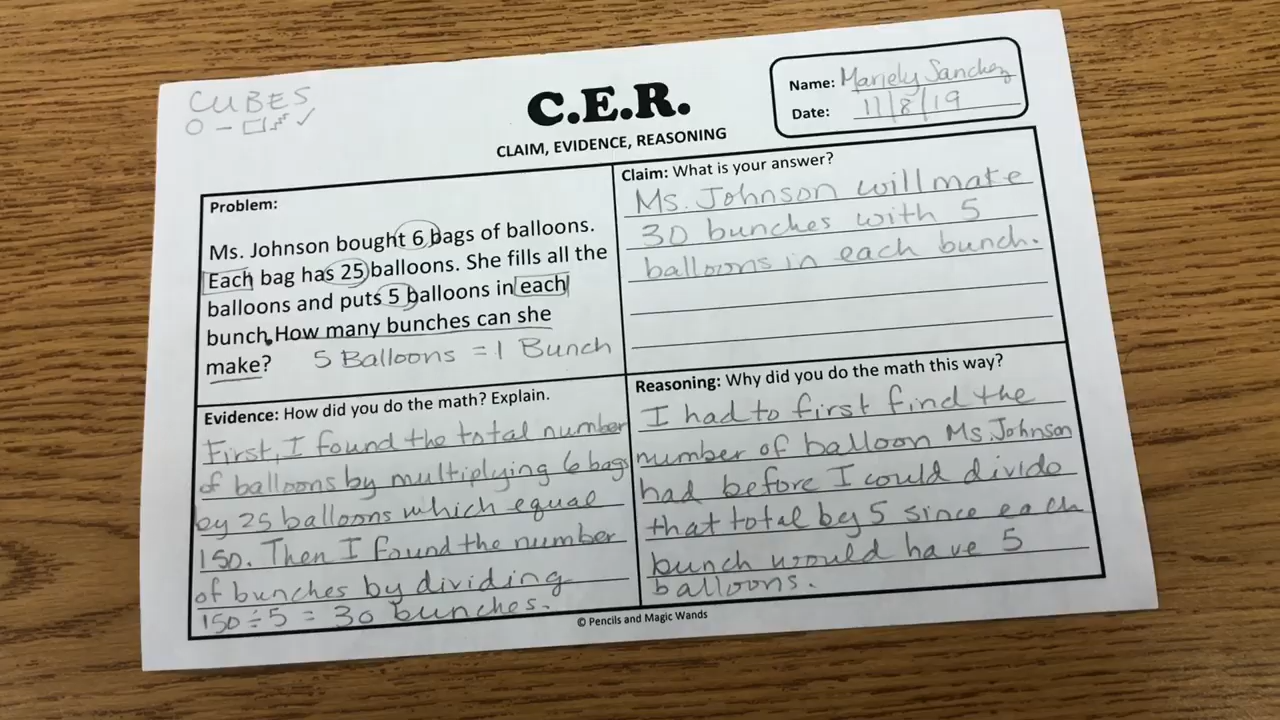 CUBES
C.E.R.
CLAIM, EVIDENCE, REASONING
Name: Mariely Sanchez
Date: 11/8/19
Problem:
Ms. Johnson bought 6 bags of balloons.
Each bag has 25 balloons. She fills all the
balloons and puts 5 balloons in each
bunch. How many bunches can she
make? 5 Balloons = 1 Bunch
Claim: What is your answer?
Ms. Johnson will make
30 bunches with 5
balloons in each bunch.
Evidence: How did you do the math? Explain.
First, I found the total number
of balloons by multiplying 6 bags
by 25 balloons which equal
150. Then I found the number
of bunches by dividing
150 ÷ 5 = 30 bunches.
Reasoning: Why did you do the math this way?
I had to first find the
number of balloon Ms. Johnson
had before I could divide
that total by 5 since each
bunch would have 5
balloons.
© Pencils and Magic Wands